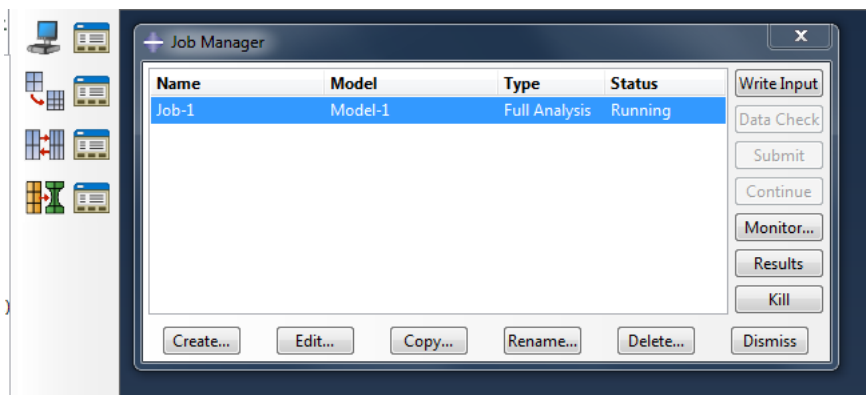 Job Manager
Name Model Type Status
Job-1 Model-1 Full Analysis Running
Write Input
Data Check
Submit
Continue
Monitor...
Results
Kill
Create... Edit... Copy... Rename... Delete... Dismiss
)